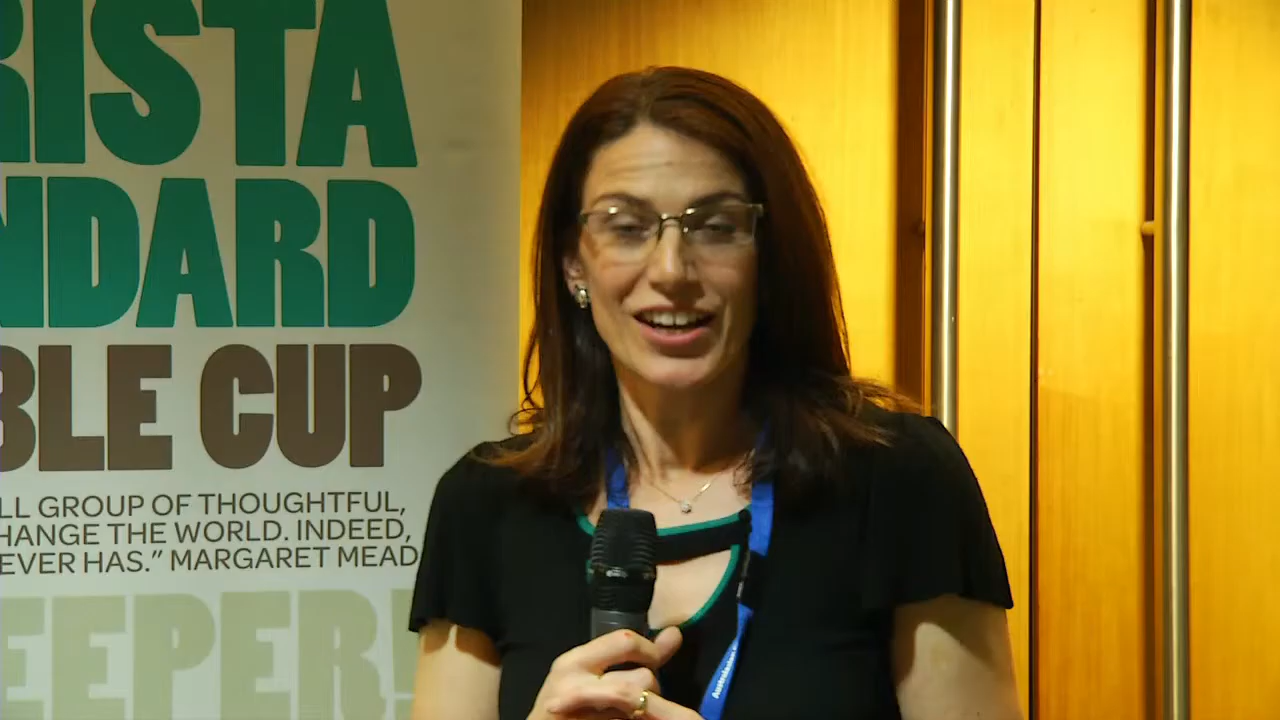 RISTA
NDARD
BLE CUP
LL GROUP OF THOUGHTFUL,
HANGE THE WORLD. INDEED,
EVER HAS.” MARGARET MEAD
EEPER!